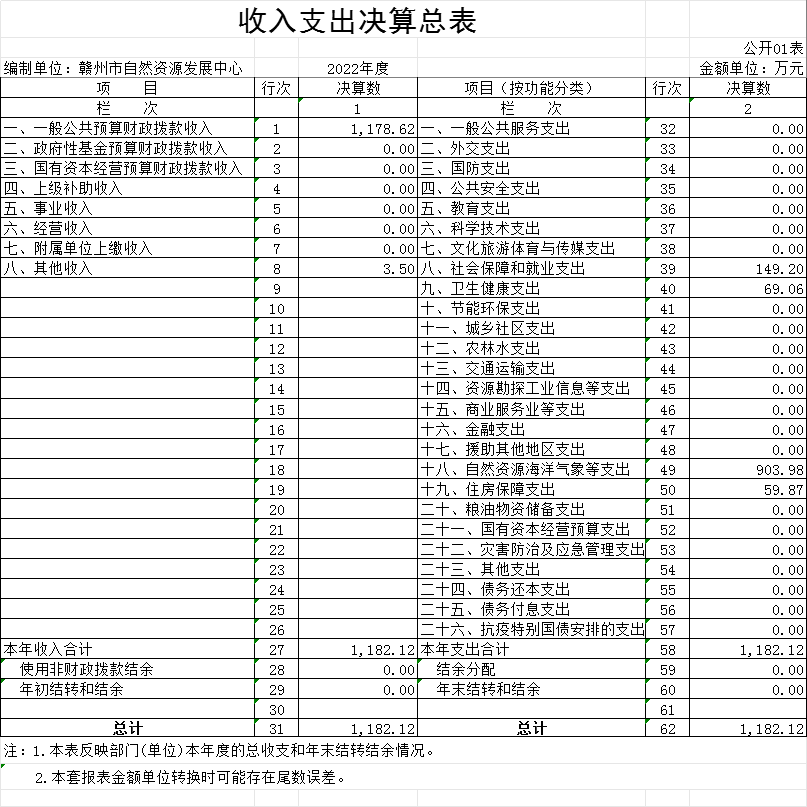 收入支出决算总表
公开01表
编制单位：赣州市自然资源发展中心 2022年度 金额单位：万元
项 目 行次 决算数 项目（按功能分类） 行次 决算数
栏 次 1 栏 次 2
一、一般公共预算财政拨款收入 1 1,178.62 一、一般公共服务支出 32 0.00
二、政府性基金预算财政拨款收入 2 0.00 二、外交支出 33 0.00
三、国有资本经营预算财政拨款收入 3 0.00 三、国防支出 34 0.00
四、上级补助收入 4 0.00 四、公共安全支出 35 0.00
五、事业收入 5 0.00 五、教育支出 36 0.00
六、经营收入 6 0.00 六、科学技术支出 37 0.00
七、附属单位上缴收入 7 0.00 七、文化旅游体育与传媒支出 38 0.00
八、其他收入 8 3.50 八、社会保障和就业支出 39 149.20
9 九、卫生健康支出 40 69.06
10 十、节能环保支出 41 0.00
11 十一、城乡社区支出 42 0.00
12 十二、农林水支出 43 0.00
13 十三、交通运输支出 44 0.00
14 十四、资源勘探工业信息等支出 45 0.00
15 十五、商业服务业等支出 46 0.00
16 十六、金融支出 47 0.00
17 十七、援助其他地区支出 48 0.00
18 十八、自然资源海洋气象等支出 49 903.98
19 十九、住房保障支出 50 59.87
20 二十、粮油物资储备支出 51 0.00
21 二十一、国有资本经营预算支出 52 0.00
22 二十二、灾害防治及应急管理支出 53 0.00
23 二十三、其他支出 54 0.00
24 二十四、债务还本支出 55 0.00
25 二十五、债务付息支出 56 0.00
26 二十六、抗疫特别国债安排的支出 57 0.00
本年收入合计 27 1,182.12 本年支出合计 58 1,182.12
使用非财政拨款结余 28 0.00 结余分配 59 0.00
年初结转和结余 29 0.00 年末结转和结余 60 0.00
30 61
总计 31 1,182.12 总计 62 1,182.12
注：1.本表反映部门(单位)本年度的总收支和年末结转结余情况。
2.本套报表金额单位转换时可能存在尾数误差。